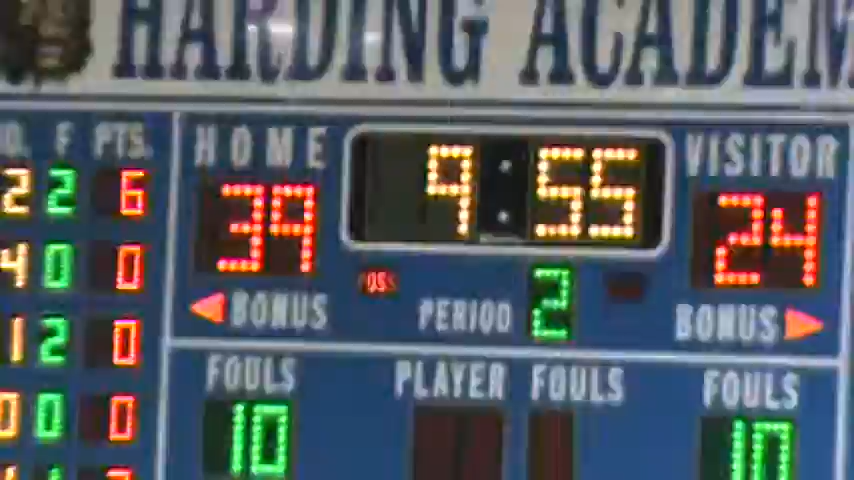 HARDING ACADEM
O. F PTS. HOME 9:55 VISITOR
2 2 6 39 24
4 0 0 POSS
BONUS PERIOD 2 BONUS
1 2 0
FOULS PLAYER FOULS FOULS
0 0 0 10 10